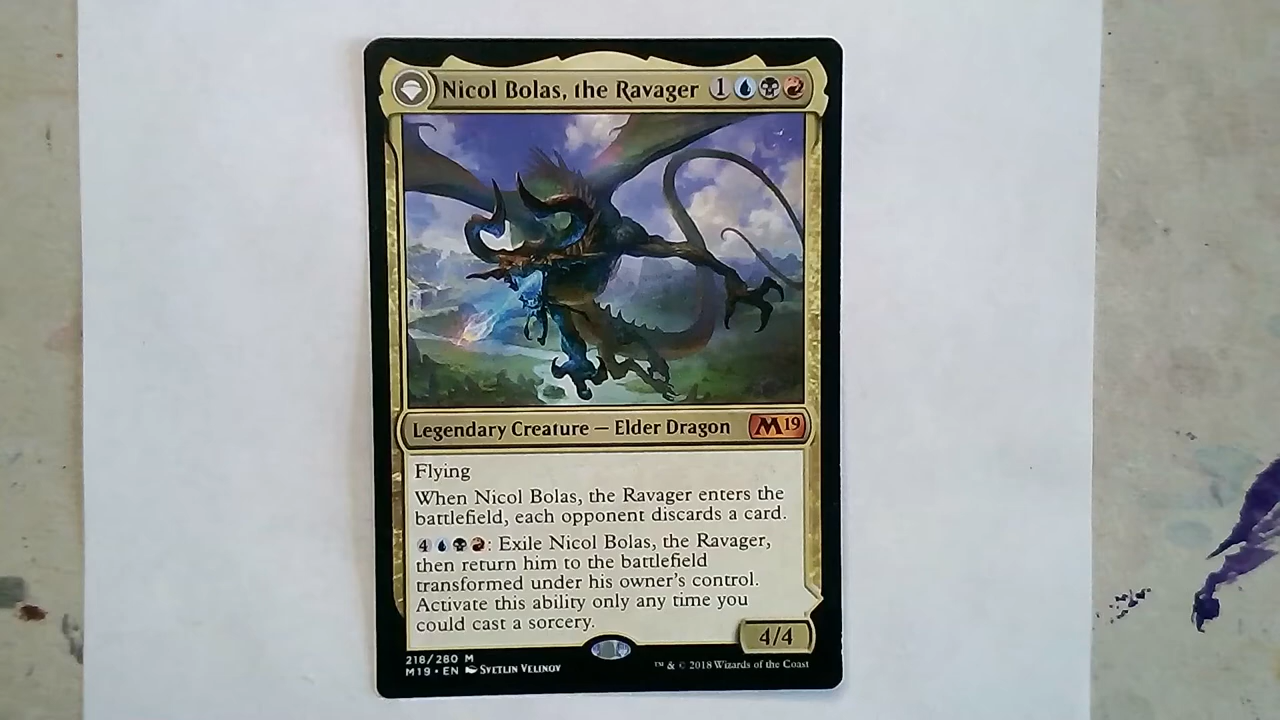 Nicol Bolas, the Ravager 1
Legendary Creature — Elder Dragon M19
Flying
When Nicol Bolas, the Ravager enters the
battlefield, each opponent discards a card.
4: Exile Nicol Bolas, the Ravager,
then return him to the battlefield
transformed under his owner's control.
Activate this ability only any time you
could cast a sorcery.
4/4
218/280 M
M19 • EN Svetlin Velinov
™ & © 2018 Wizards of the Coast